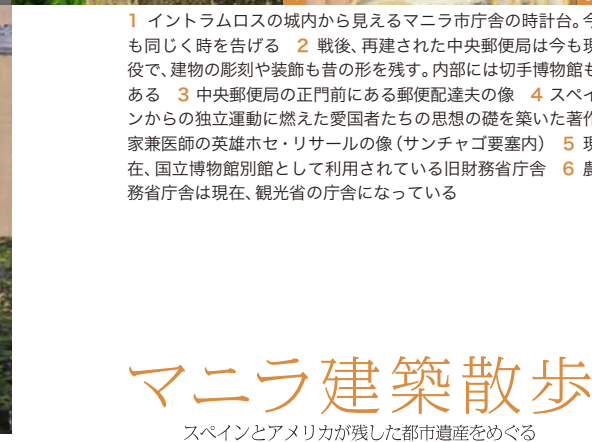 1 イントラムロスの城内から見えるマニラ市庁舎の時計台。今
も同じく時を告げる 2 戦後、再建された中央郵便局は今も現
役で、建物の彫刻や装飾も昔の形を残す。内部には切手博物館も
ある 3 中央郵便局の正門前にある郵便配達夫の像 4 スペイ
ンからの独立運動に燃えた愛国者たちの思想の礎を築いた著作
家兼医師の英雄ホセ・リサールの像（サンチャゴ要塞内） 5 現
在、国立博物館別館として利用されている旧財務省庁舎 6 農
務省庁舎は現在、観光省の庁舎になっている
マニラ建築散歩
スペインとアメリカが残した都市遺産をめぐる